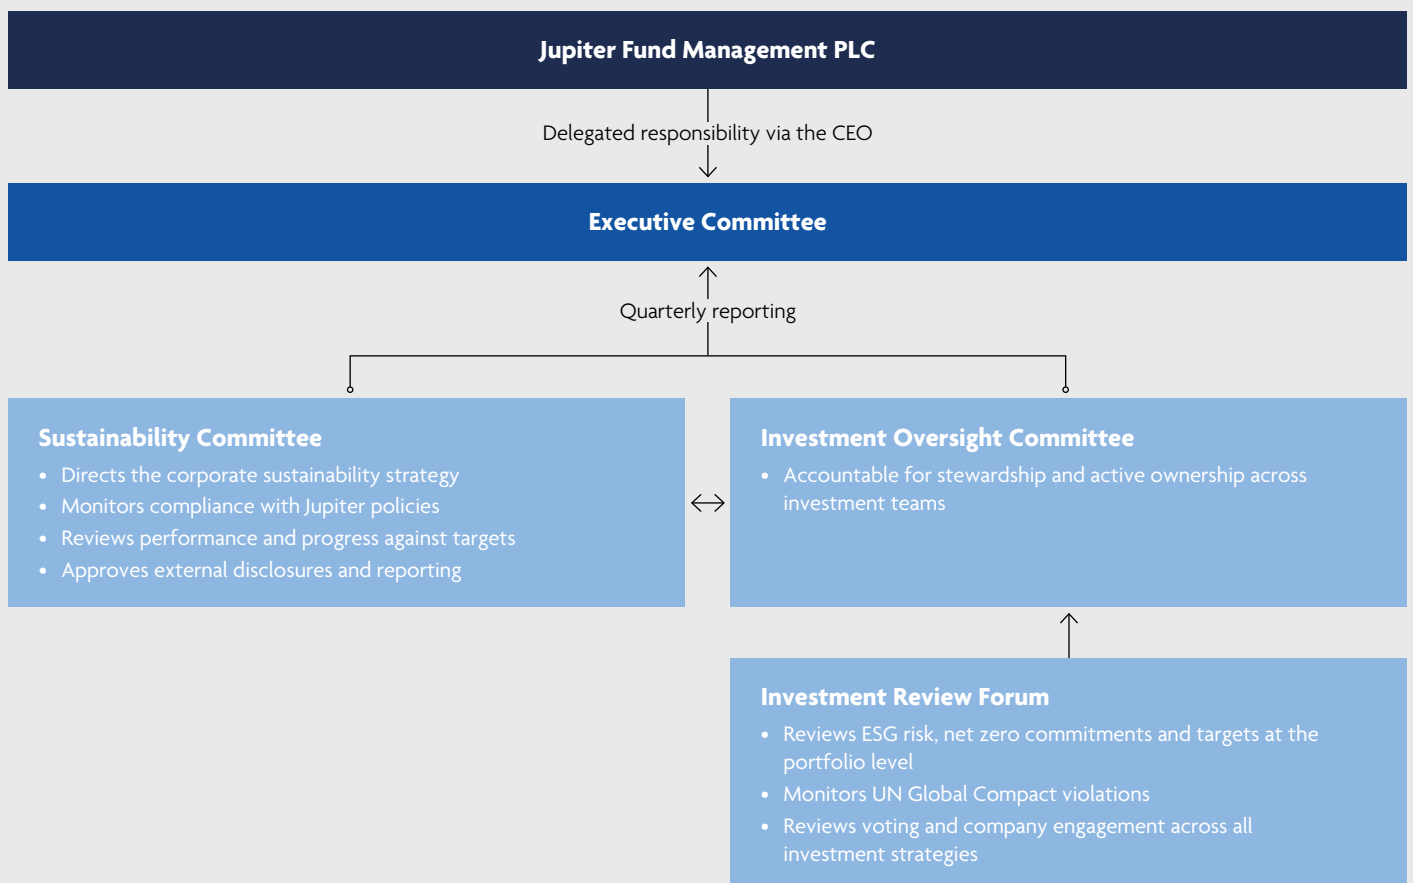 Jupiter Fund Management PLC
Delegated responsibility via the CEO
Executive Committee
Quarterly reporting
Sustainability Committee
• Directs the corporate sustainability strategy
• Monitors compliance with Jupiter policies
• Reviews performance and progress against targets
• Approves external disclosures and reporting
Investment Oversight Committee
• Accountable for stewardship and active ownership across
investment teams
Investment Review Forum
• Reviews ESG risk, net zero commitments and targets at the
portfolio level
• Monitors UN Global Compact violations
• Reviews voting and company engagement across all
investment strategies